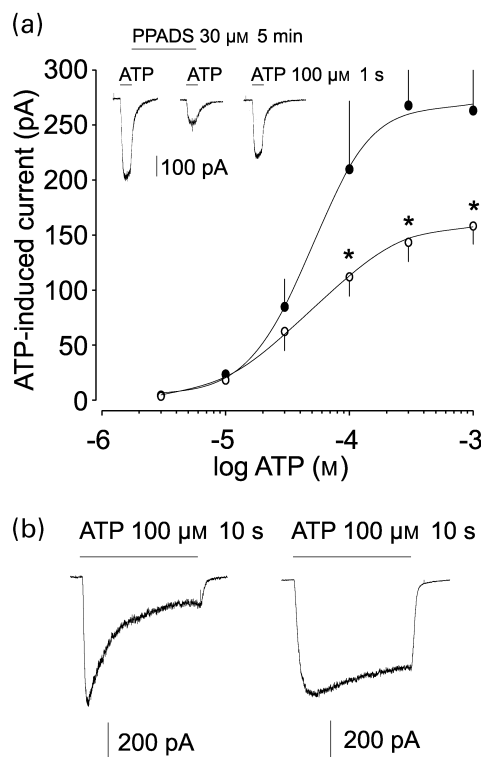 (a)
PPADS 30 µM 5 min
ATP ATP ATP 100 µM 1 s
100 pA
ATP-induced current (pA)
300
250
200
150
100
50
0
* * *
-6 -5 -4 -3
log ATP (M)
(b)
ATP 100 µM 10 s ATP 100 µM 10 s
200 pA 200 pA